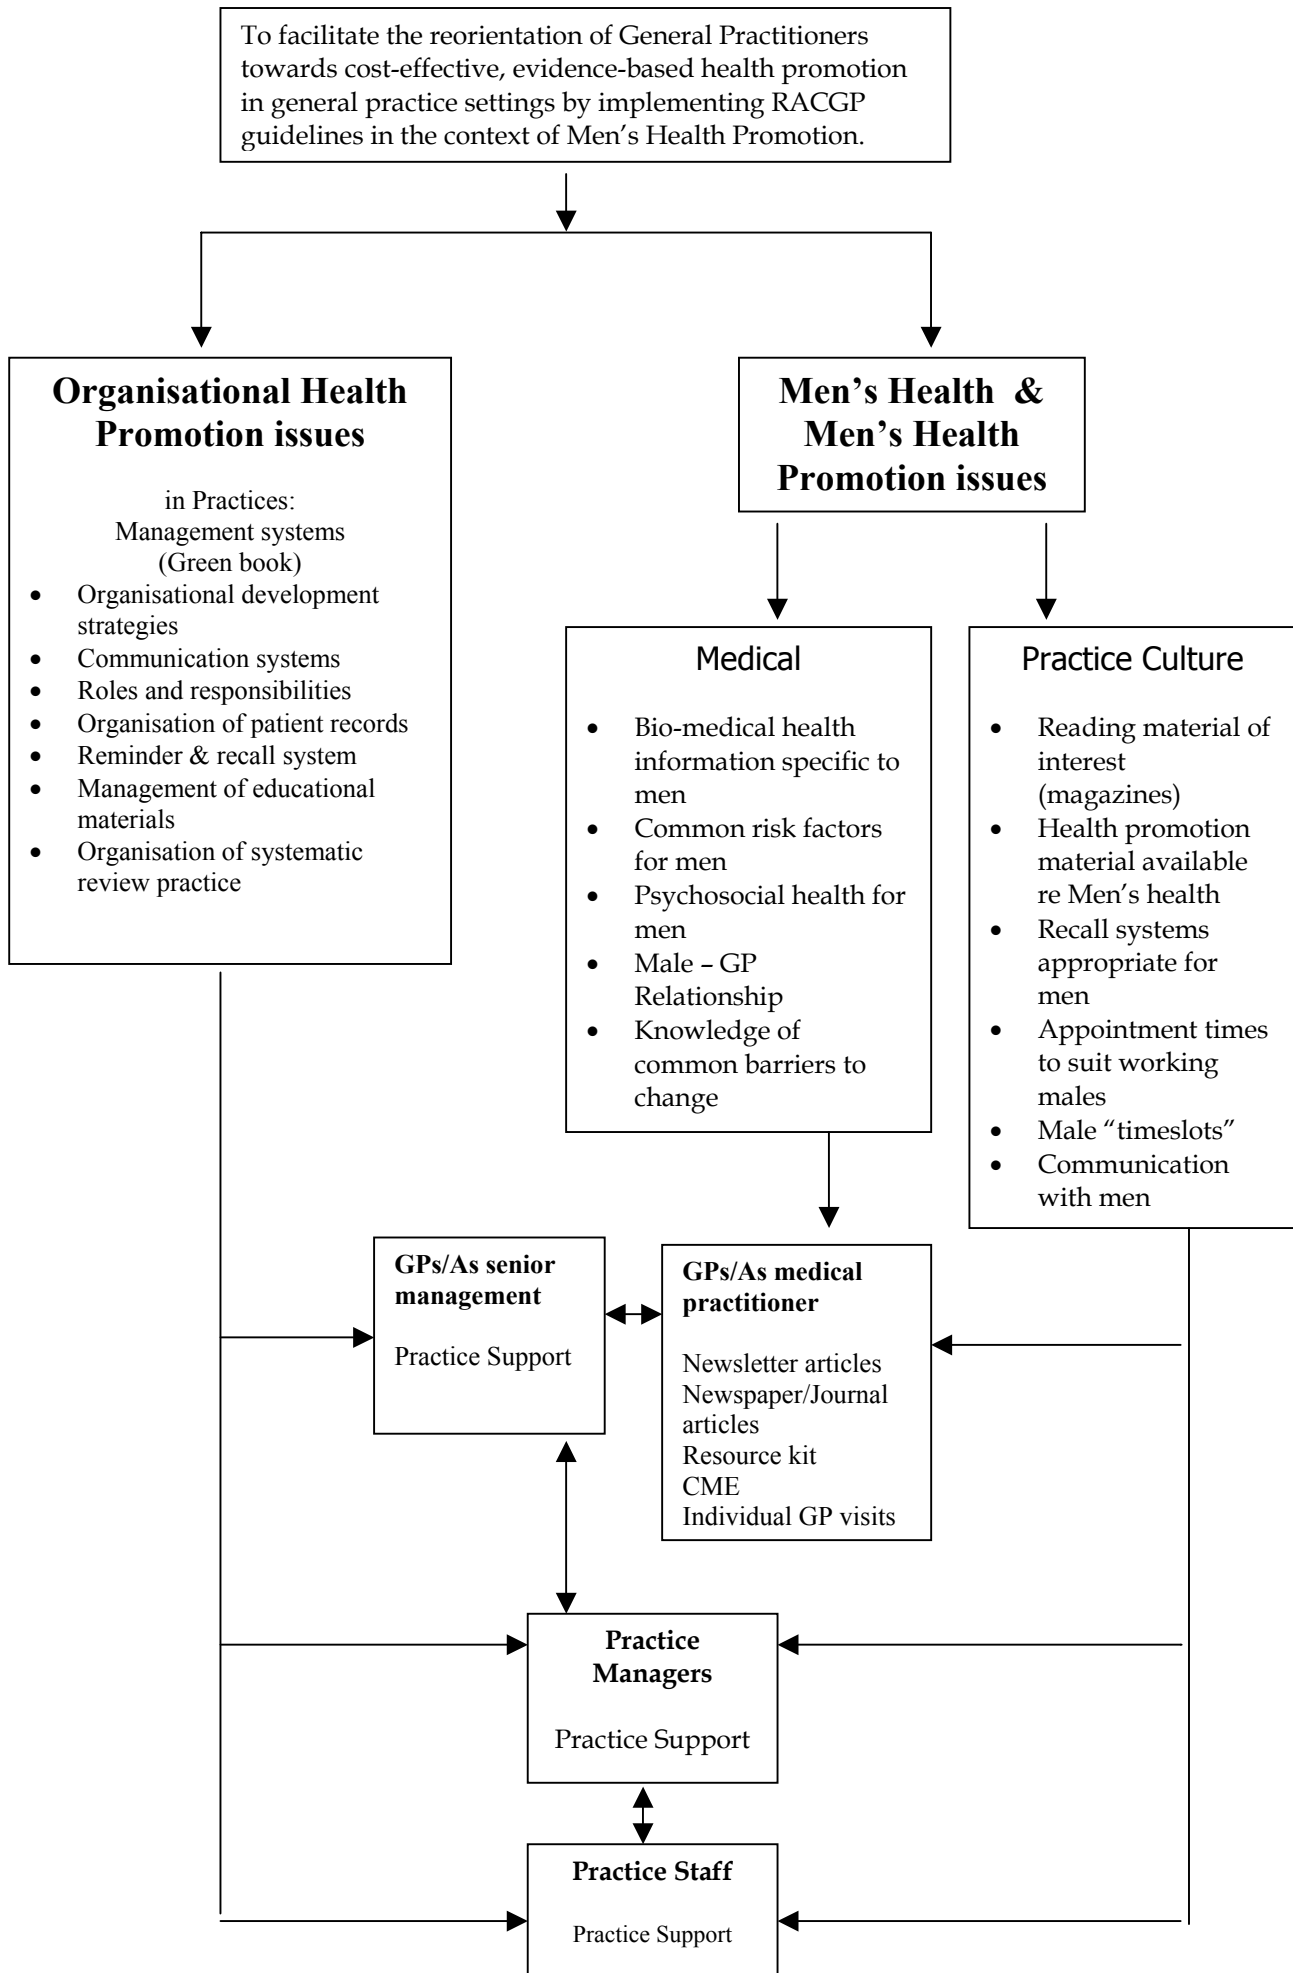 To facilitate the reorientation of General Practitioners
towards cost-effective, evidence-based health promotion
in general practice settings by implementing RACGP
guidelines in the context of Men’s Health Promotion.
Organisational Health
Promotion issues
in Practices:
Management systems
(Green book)
• Organisational development
strategies
• Communication systems
• Roles and responsibilities
• Organisation of patient records
• Reminder & recall system
• Management of educational
materials
• Organisation of systematic
review practice
Men’s Health &
Men’s Health
Promotion issues
Medical
• Bio-medical health
information specific to
men
• Common risk factors
for men
• Psychosocial health for
men
• Male – GP
Relationship
• Knowledge of
common barriers to
change
Practice Culture
• Reading material of
interest
(magazines)
• Health promotion
material available
re Men’s health
• Recall systems
appropriate for
men
• Appointment times
to suit working
males
• Male “timeslots”
• Communication
with men
GPs/As senior
management
Practice Support
GPs/As medical
practitioner
Newsletter articles
Newspaper/Journal
articles
Resource kit
CME
Individual GP visits
Practice
Managers
Practice Support
Practice Staff
Practice Support